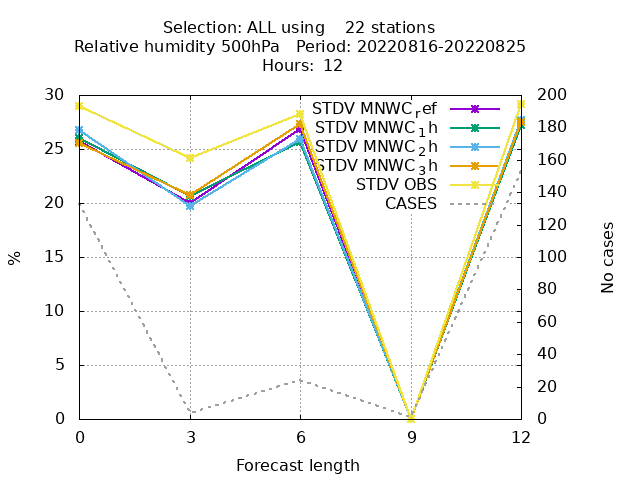 Selection: ALL using    22 stations
Relative humidity 500hPa   Period: 20220816-20220825
Hours: 12
STDV MNWC_ref
STDV MNWC_1h
STDV MNWC_2h
STDV MNWC_3h
STDV OBS
CASES
30
25
20
15
10
5
0
%
200
180
160
140
120
100
80
60
40
20
0
No cases
0 3 6 9 12
Forecast length